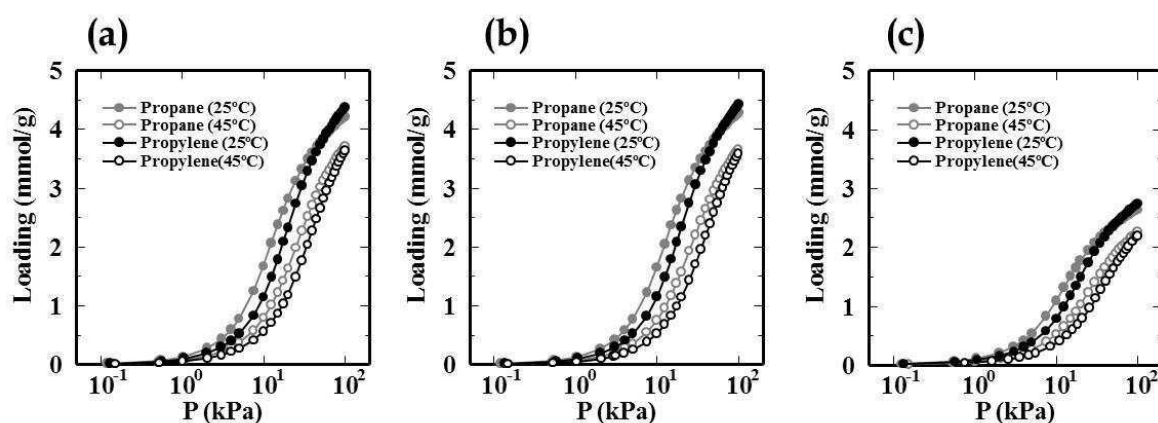 (a)
5
4
3
2
1
0
Loading (mmol/g)
Propane (25°C)
Propane (45°C)
Propylene (25°C)
Propylene(45°C)
10-1 100 101 102
P (kPa)
(b)
5
4
3
2
1
0
Loading (mmol/g)
Propane (25°C)
Propane (45°C)
Propylene (25°C)
Propylene(45°C)
10-1 100 101 102
P (kPa)
(c)
5
4
3
2
1
0
Loading (mmol/g)
Propane (25°C)
Propane (45°C)
Propylene (25°C)
Propylene(45°C)
10-1 100 101 102
P (kPa)